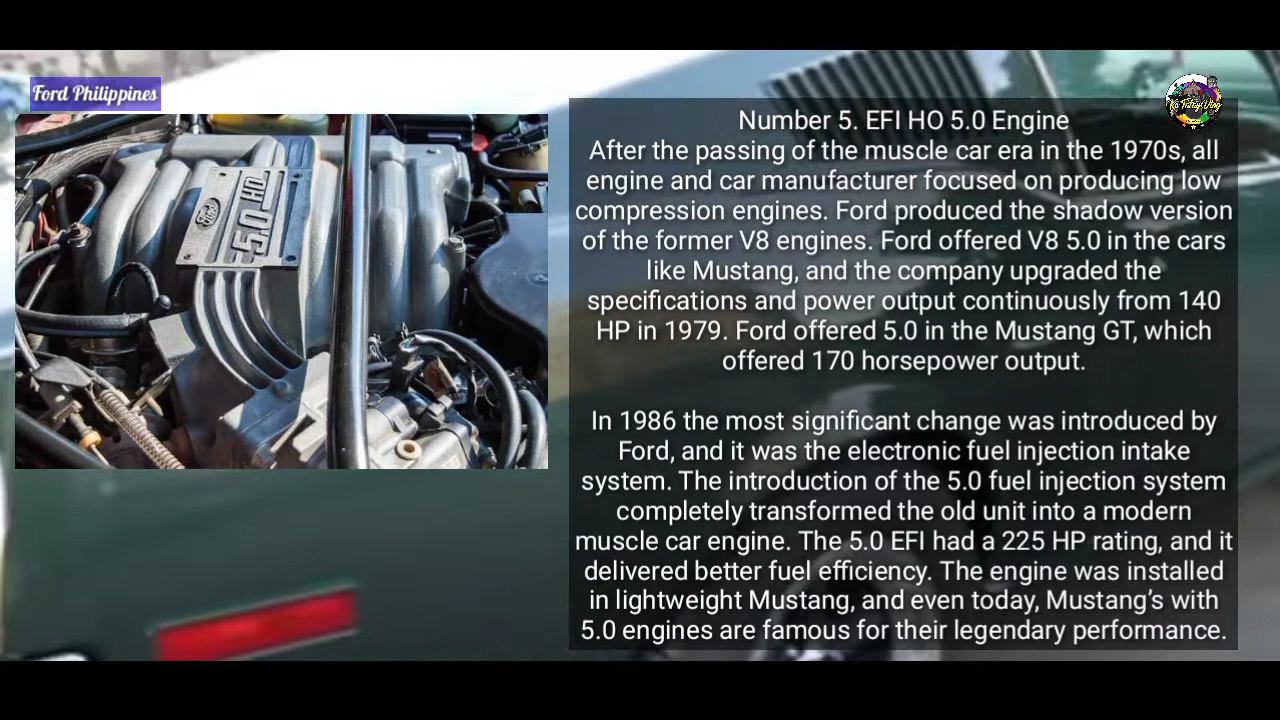 Ford Philippines
Ka Tutzy Vlog
Ford
5.0 HO
Number 5. EFI HO 5.0 Engine
After the passing of the muscle car era in the 1970s, all
engine and car manufacturer focused on producing low
compression engines. Ford produced the shadow version
of the former V8 engines. Ford offered V8 5.0 in the cars
like Mustang, and the company upgraded the
specifications and power output continuously from 140
HP in 1979. Ford offered 5.0 in the Mustang GT, which
offered 170 horsepower output.
In 1986 the most significant change was introduced by
Ford, and it was the electronic fuel injection intake
system. The introduction of the 5.0 fuel injection system
completely transformed the old unit into a modern
muscle car engine. The 5.0 EFI had a 225 HP rating, and it
delivered better fuel efficiency. The engine was installed
in lightweight Mustang, and even today, Mustang’s with
5.0 engines are famous for their legendary performance.